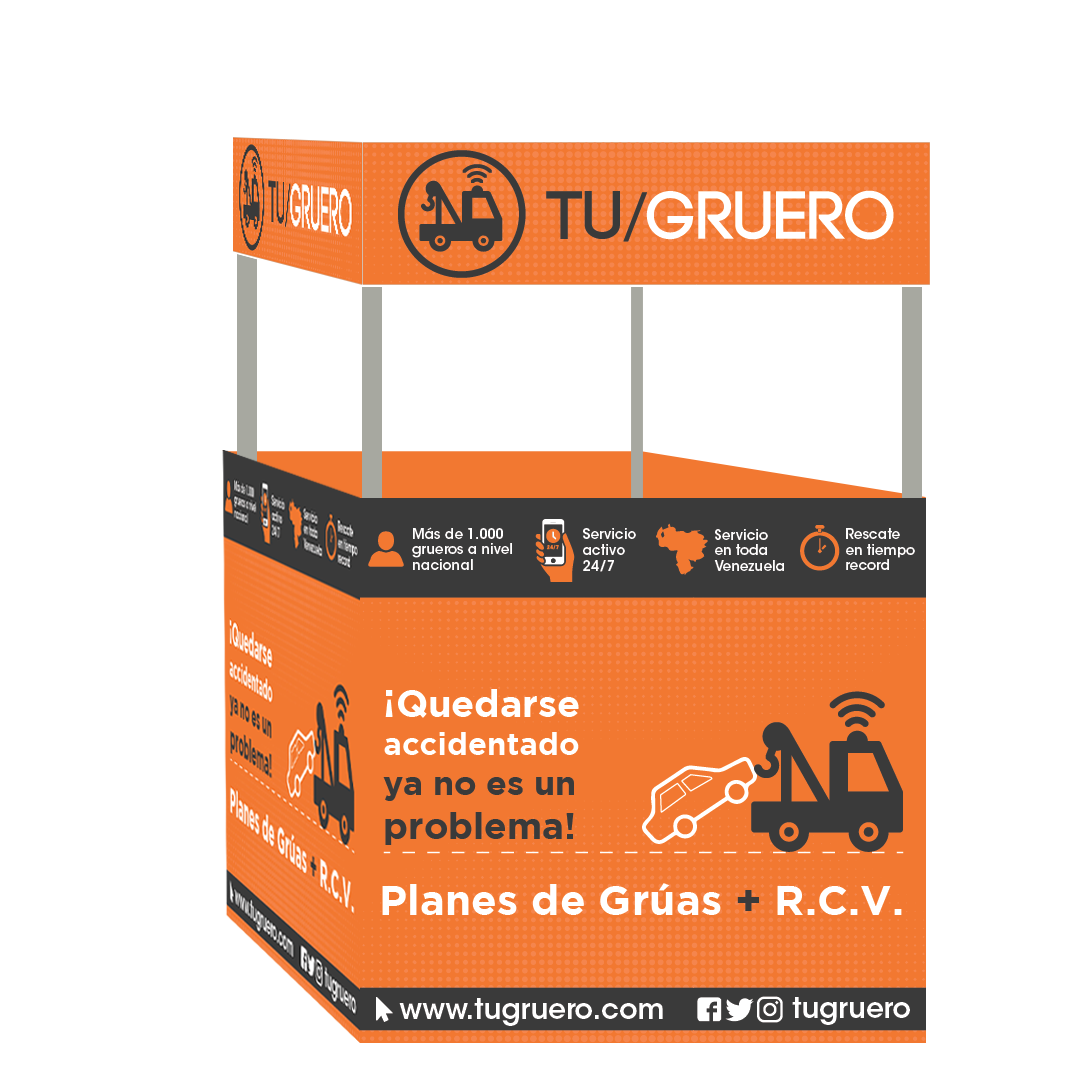 TU/GRUERO
TU/GRUERO
Más de 1.000
grueros a nivel
nacional
Servicio
activo
24/7
Servicio
en toda
Venezuela
Rescate
en tiempo
record
Más de 1.000
grueros a nivel
nacional
24/7
Servicio
activo
24/7
Servicio
en toda
Venezuela
Rescate
en tiempo
record
¡Quedarse
accidentado
ya no es un
problema!
Planes de Grúas + R.C.V.
www.tugruero.com
tugruero
¡Quedarse
accidentado
ya no es un
problema!
Planes de Grúas + R.C.V.
www.tugruero.com
tugruero